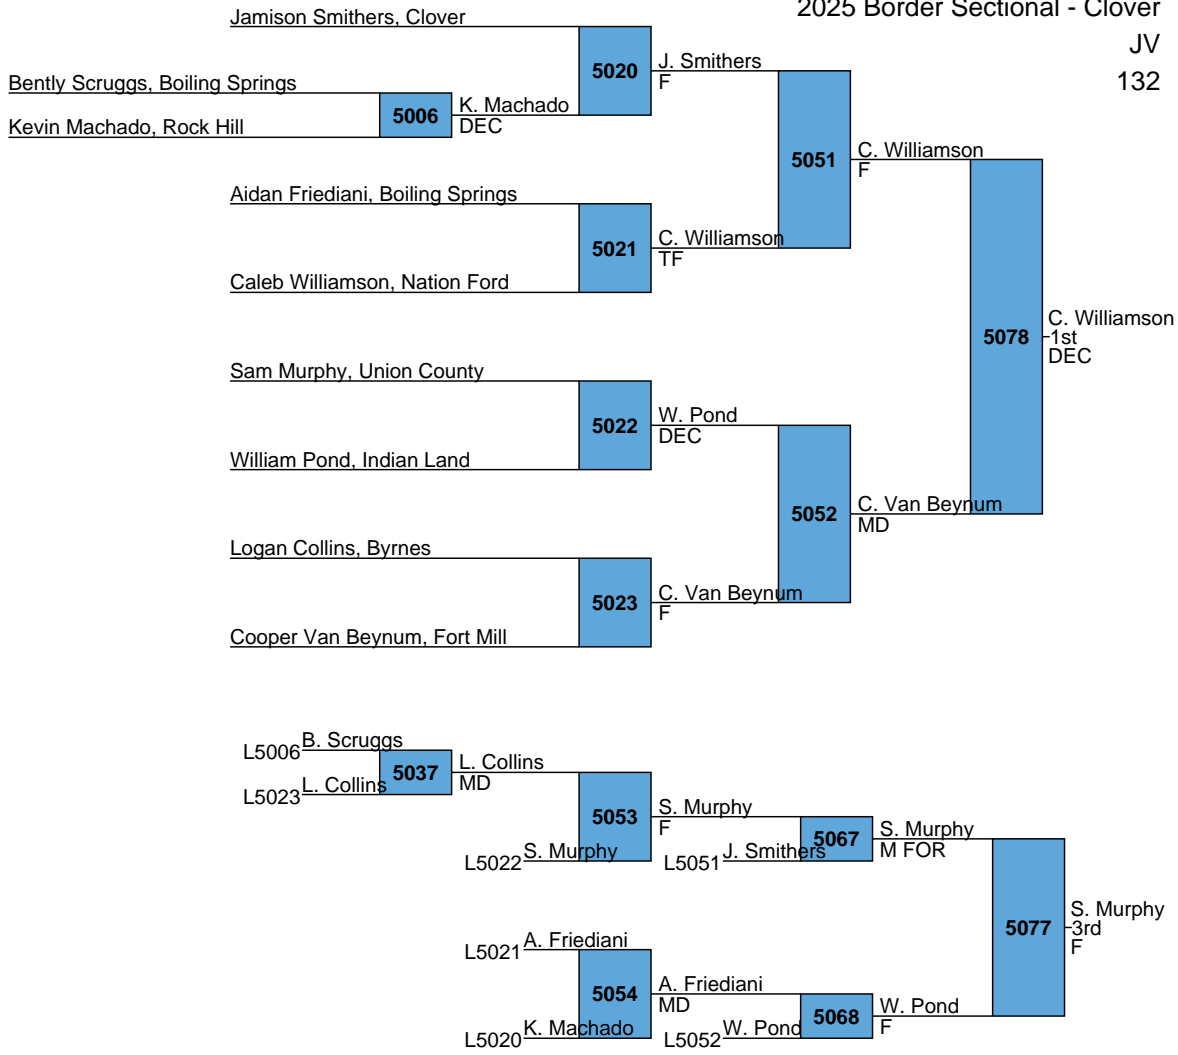 2025 Border Sectional - Clover
JV
132
Jamison Smithers, Clover
Bently Scruggs, Boiling Springs
Kevin Machado, Rock Hill
5006
K. Machado
DEC
5020
J. Smithers
F
Aidan Friediani, Boiling Springs
Caleb Williamson, Nation Ford
5021
C. Williamson
TF
5051
C. Williamson
F
Sam Murphy, Union County
William Pond, Indian Land
5022
W. Pond
DEC
Logan Collins, Byrnes
Cooper Van Beynum, Fort Mill
5023
C. Van Beynum
F
5052
C. Van Beynum
MD
5078
C. Williamson
1st
DEC
L5006
B. Scruggs
L5023
L. Collins
5037
L. Collins
MD
L5022
S. Murphy
5053
S. Murphy
F
L5051
J. Smithers
5067
S. Murphy
M FOR
L5021
A. Friediani
L5020
K. Machado
5054
A. Friediani
MD
L5052
W. Pond
5068
W. Pond
F
5077
S. Murphy
3rd
F